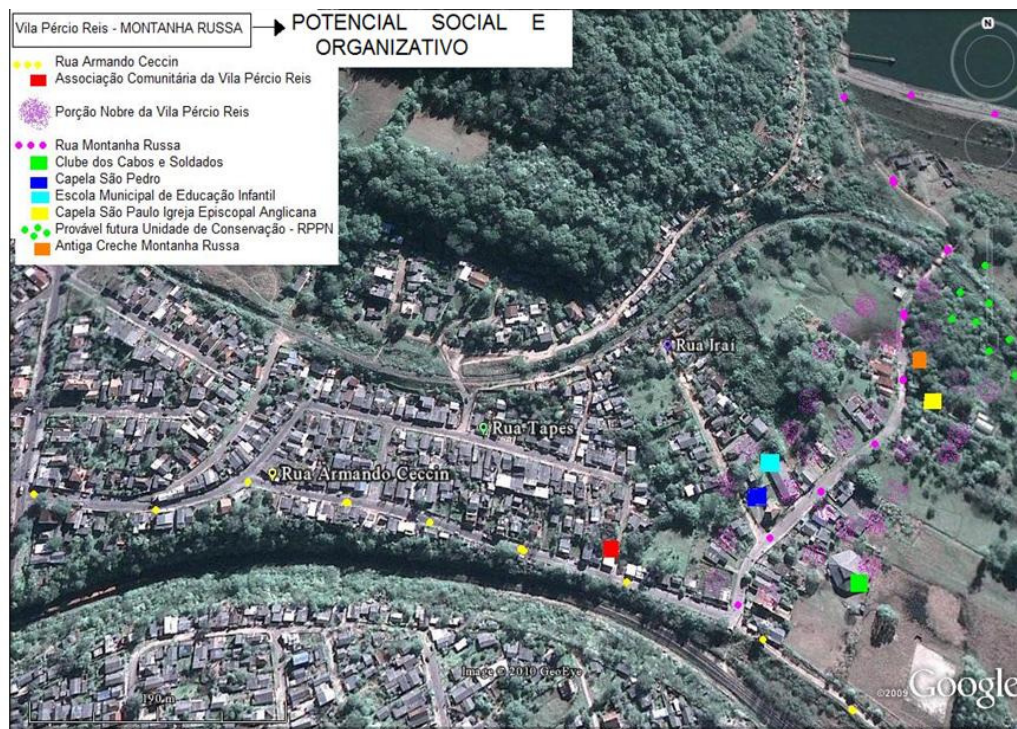 Vila Pércio Reis - MONTANHA RUSSA
POTENCIAL SOCIAL E
ORGANIZATIVO
Rua Armando Ceccin
Associação Comunitária da Vila Pércio Reis
Porção Nobre da Vila Pércio Reis
Rua Montanha Russa
Clube dos Cabos e Soldados
Capela São Pedro
Escola Municipal de Educação Infantil
Capela São Paulo Igreja Episcopal Anglicana
Provável futura Unidade de Conservação - RPPN
Antiga Creche Montanha Russa
N
Rua Iraí
Rua Tapes
Rua Armando Ceccin
Image © 2010 GeoEye
190 m
©2009 Google